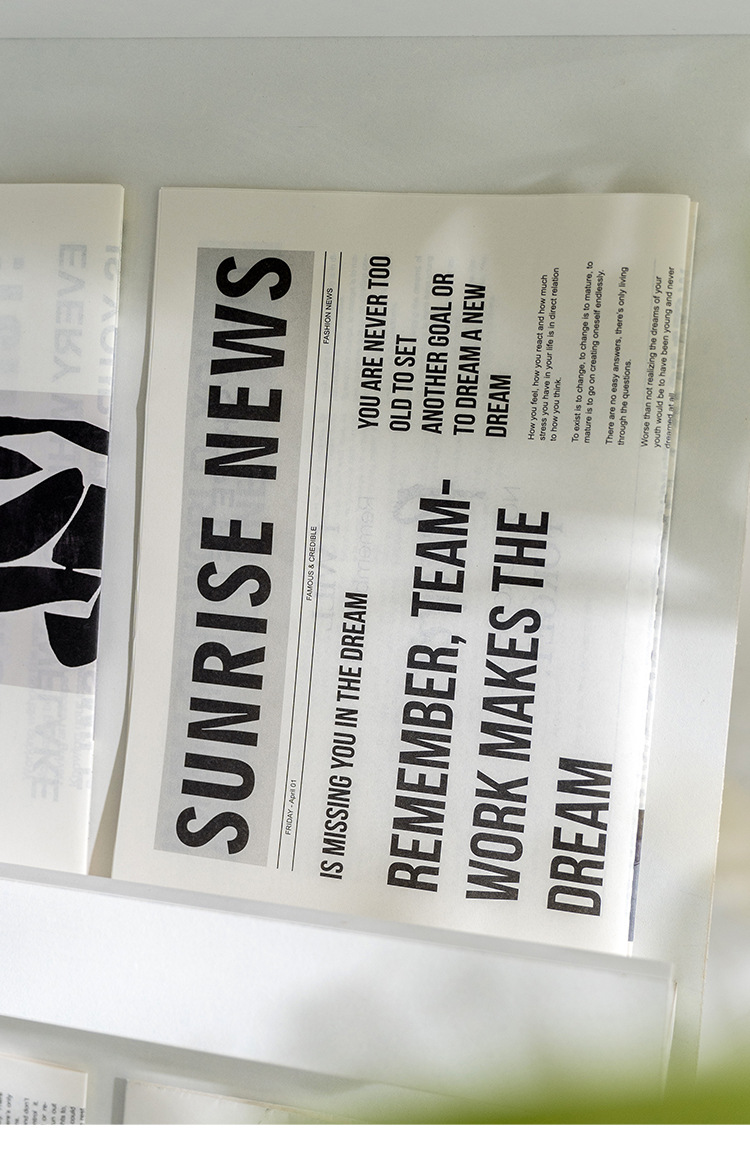 SUNRISE NEWS
FRIDAY - April 01
FAMOUS & CREDIBLE
FASHION NEWS
IS MISSING YOU IN THE DREAM
REMEMBER, TEAM-
WORK MAKES THE
DREAM
YOU ARE NEVER TOO
OLD TO SET
ANOTHER GOAL OR
TO DREAM A NEW
DREAM
How you feel, how you react and how much
stress you have in your life is in direct relation
to how you think.
To exist is to change, to change is to mature, to
mature is to go on creating oneself endlessly.
There are no easy answers, there's only living
through the questions.
Worse than not realizing the dreams of your
youth would be to have been young and never
dreamed at all.